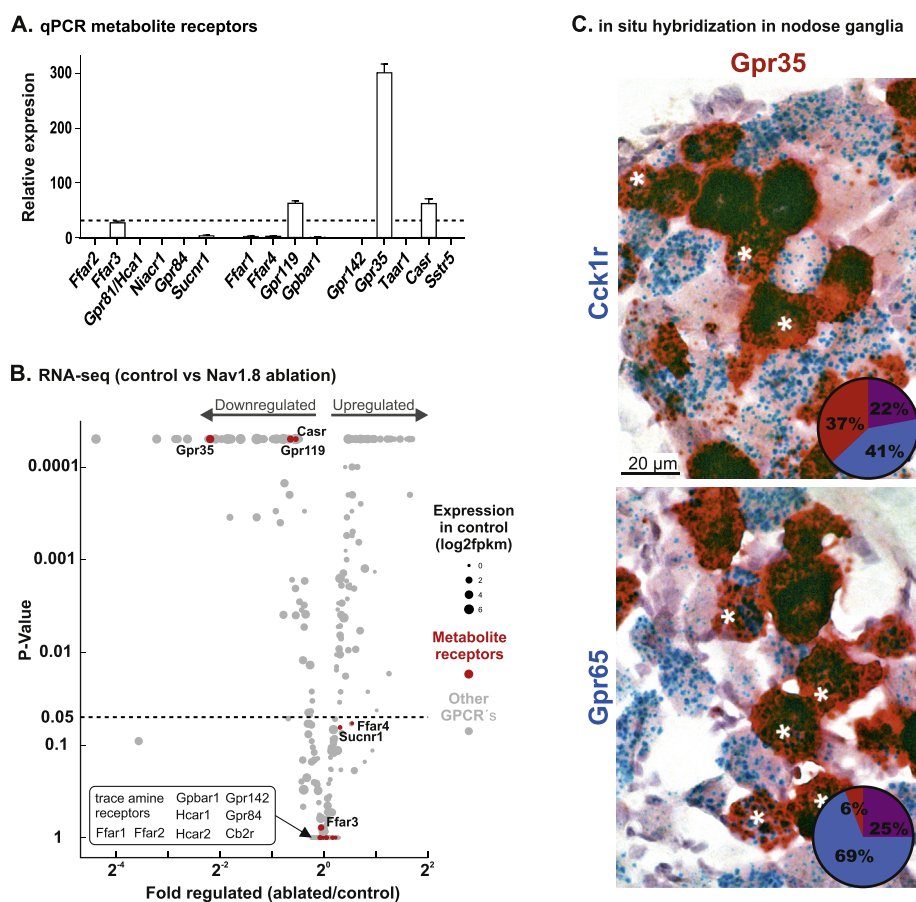 A. qPCR metabolite receptors
Relative expression
300
200
100
0
Ffar2
Ffar3
Gpr81/Hca1
Niacr1
Gpr84
Sucnr1
Ffar1
Ffar4
Gpr119
Gpbar1
Gpr142
Gpr35
Taar1
Casr
Sstr5
B. RNA-seq (control vs Nav1.8 ablation)
Downregulated
Upregulated
Gpr35
Casr
Gpr119
P-Value
0.0001
0.001
0.01
0.05
0.1
1
Expression
in control
(log2fpkm)
0
2
4
6
Metabolite
receptors
Other
GPCR´s
Ffar4
Sucnr1
Ffar3
trace amine
receptors
Ffar1 Ffar2
Gpbar1 Gpr142
Hcar1 Gpr84
Hcar2 Cb2r
2-4
2-2
20
22
Fold regulated (ablated/control)
C. in situ hybridization in nodose ganglia
Gpr35
Cck1r
*
*
*
20 µm
37%
22%
41%
Gpr65
*
*
*
*
*
6%
25%
69%